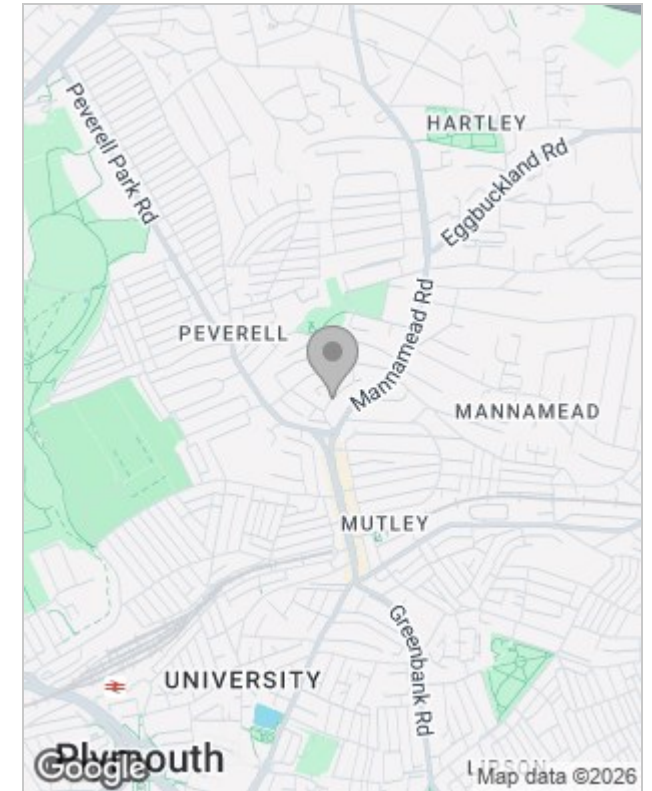 HARTLEY
Peverell Park Rd
Eggbuckland Rd
PEVERELL
Mannamead Rd
MANNAMEAD
MUTLEY
Greenbank Rd
UNIVERSITY
Plymouth
LIPSON
Google
Map data ©2026